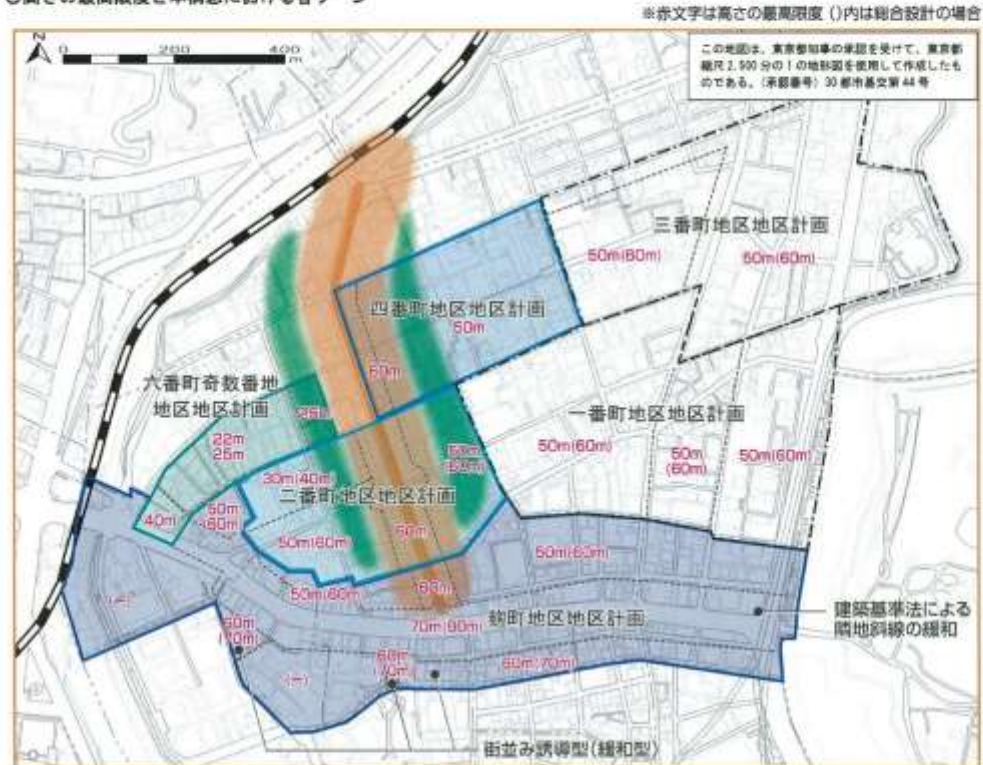 ※赤文字は高さの最高限度 ()内は総合設計の場合
この地図は、東京都知事の承認を受けて、東京都
縮尺2,500分の1の地形図を使用して作成したも
のである。(承認番号) 30都市基交第44号
N
0 200 400
m
三番町地区地区計画
50m(60m)
50m(60m)
四番町地区地区計画
50m
60m
六番町奇数番地
地区地区計画
22m
25m
一番町地区地区計画
50m(60m)
50m
(60m)
50m(60m)
30m(40m)
二番町地区地区計画
50m
(60m)
40m
50m(60m)
50m(60m)
50m(60m)
70m(90m)
麹町地区地区計画
建築基準法による
隣地斜線の緩和
60m
(70m)
60m(70m)
(-)
(-)
街並み誘導型(緩和型)